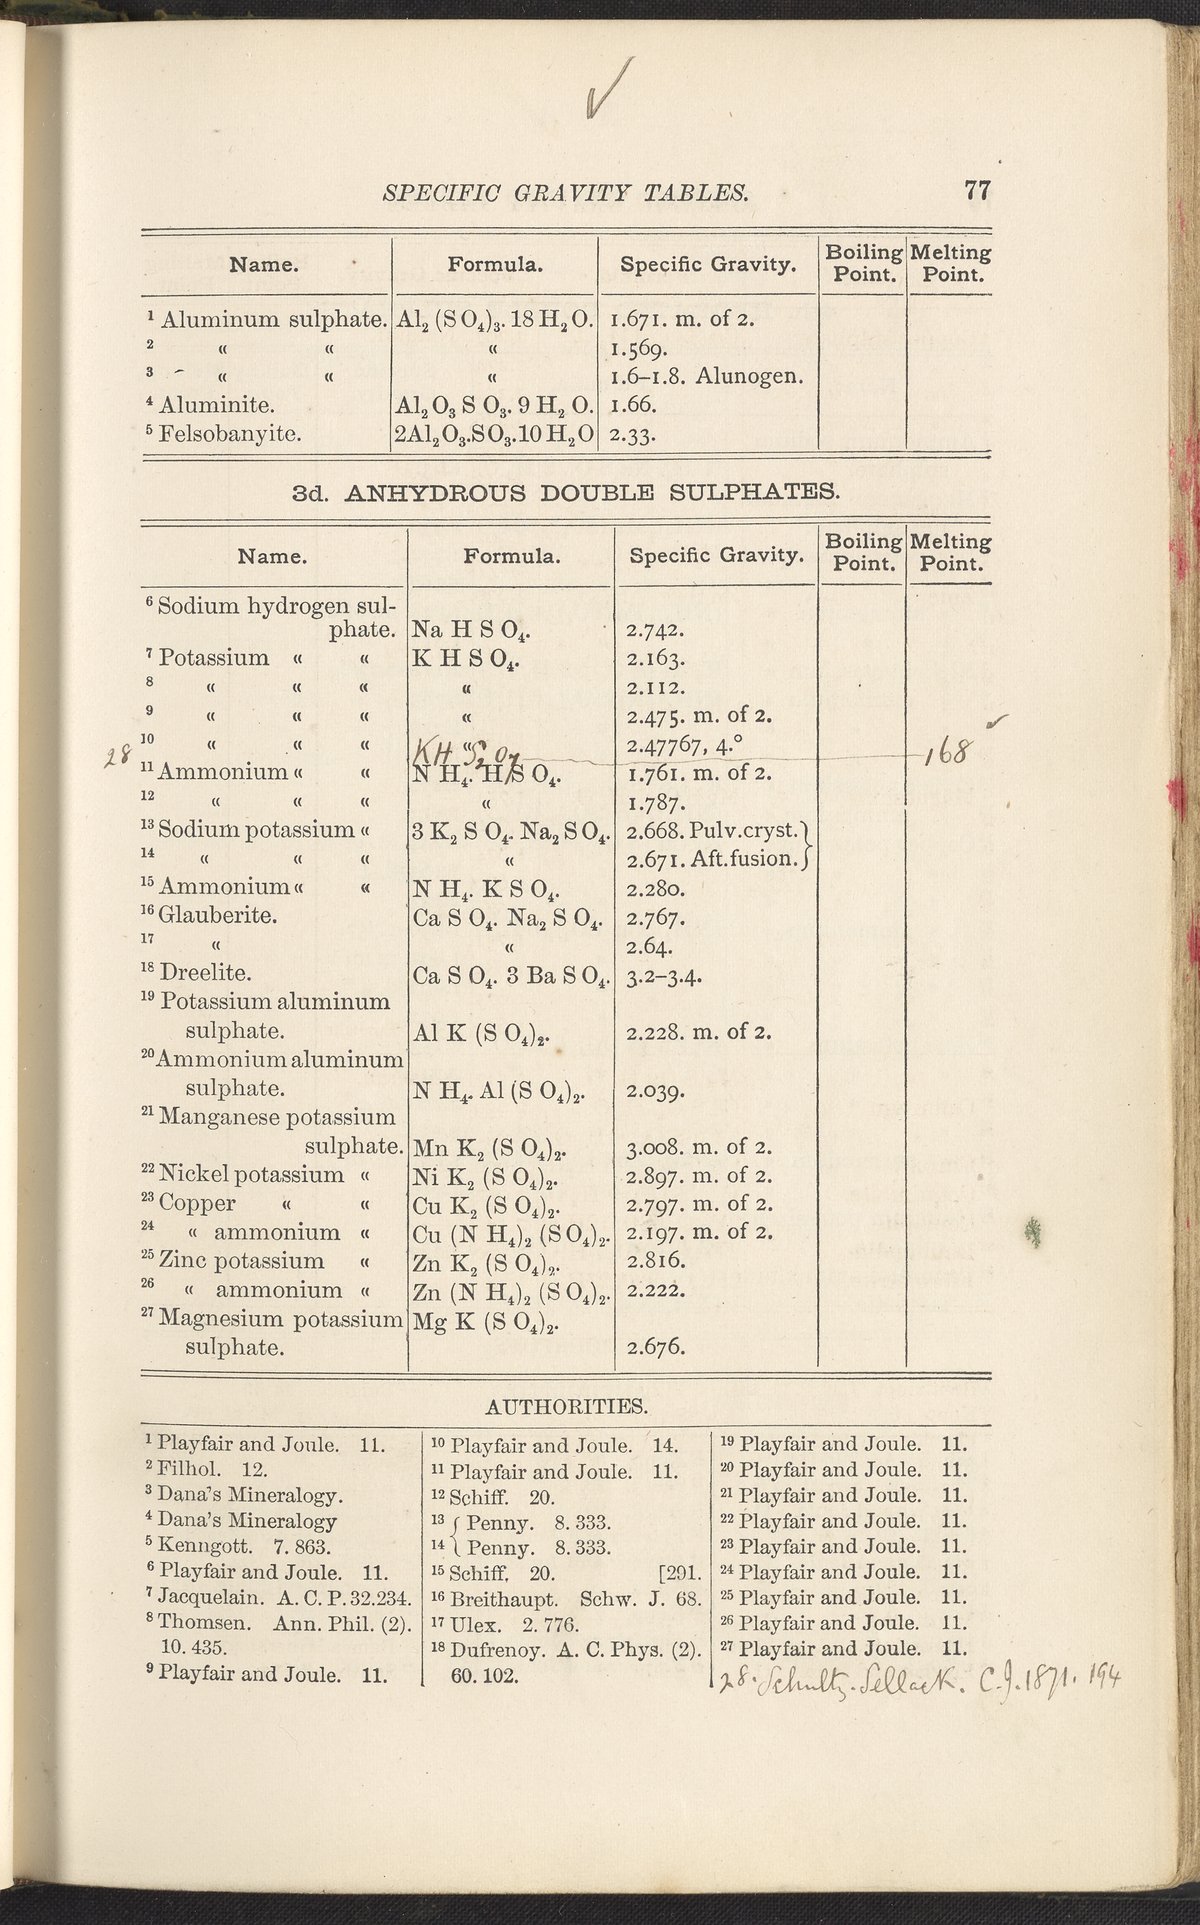 SPECIFIC GRAVITY TABLES. 77
Name. Formula. Specific Gravity. Boiling Point. Melting Point.
¹ Aluminum sulphate. Al₂ (S O₄)₃. 18 H₂ O. 1.671. m. of 2.
² “ “ “ 1.569.
³ “ “ “ 1.6–1.8. Alunogen.
⁴ Aluminite. Al₂ O₃ S O₃. 9 H₂ O. 1.66.
⁵ Felsobanyite. 2Al₂ O₃.SO₃.10 H₂O 2.33.
3d. ANHYDROUS DOUBLE SULPHATES.
Name. Formula. Specific Gravity. Boiling Point. Melting Point.
⁶ Sodium hydrogen sul-
phate. Na H S O₄. 2.742.
⁷ Potassium “ “ K H S O₄. 2.163.
⁸ “ “ “ “ 2.112.
⁹ “ “ “ “ 2.475. m. of 2.
¹⁰ “ “ “ “ 2.47767, 4.°
28 KH S₂O₇ 168
¹¹ Ammonium “ “ N H₄. H S O₄. 1.761. m. of 2.
¹² “ “ “ “ 1.787.
¹³ Sodium potassium “ 3 K₂ S O₄. Na₂ S O₄. 2.668. Pulv.cryst.}
¹⁴ “ “ “ “ 2.671. Aft.fusion.}
¹⁵ Ammonium “ “ N H₄. K S O₄. 2.280.
¹⁶ Glauberite. Ca S O₄. Na₂ S O₄. 2.767.
¹⁷ “ “ 2.64.
¹⁸ Dreelite. Ca S O₄. 3 Ba S O₄. 3.2–3.4.
¹⁹ Potassium aluminum
sulphate. Al K (S O₄)₂. 2.228. m. of 2.
²⁰ Ammonium aluminum
sulphate. N H₄. Al (S O₄)₂. 2.039.
²¹ Manganese potassium
sulphate. Mn K₂ (S O₄)₂. 3.008. m. of 2.
²² Nickel potassium “ Ni K₂ (S O₄)₂. 2.897. m. of 2.
²³ Copper “ “ Cu K₂ (S O₄)₂. 2.797. m. of 2.
²⁴ “ ammonium “ Cu (N H₄)₂ (S O₄)₂. 2.197. m. of 2.
²⁵ Zinc potassium “ Zn K₂ (S O₄)₂. 2.816.
²⁶ “ ammonium “ Zn (N H₄)₂ (S O₄)₂. 2.222.
²⁷ Magnesium potassium Mg K (S O₄)₂.
sulphate. 2.676.
AUTHORITIES.
¹ Playfair and Joule. 11.
² Filhol. 12.
³ Dana's Mineralogy.
⁴ Dana's Mineralogy
⁵ Kenngott. 7. 863.
⁶ Playfair and Joule. 11.
⁷ Jacquelain. A. C. P. 32.234.
⁸ Thomsen. Ann. Phil. (2).
10. 435.
⁹ Playfair and Joule. 11.
¹⁰ Playfair and Joule. 14.
¹¹ Playfair and Joule. 11.
¹² Schiff. 20.
¹³ { Penny. 8. 333.
¹⁴ { Penny. 8. 333.
¹⁵ Schiff. 20. [291.
¹⁶ Breithaupt. Schw. J. 68.
¹⁷ Ulex. 2. 776.
¹⁸ Dufrenoy. A. C. Phys. (2).
60. 102.
¹⁹ Playfair and Joule. 11.
²⁰ Playfair and Joule. 11.
²¹ Playfair and Joule. 11.
²² Playfair and Joule. 11.
²³ Playfair and Joule. 11.
²⁴ Playfair and Joule. 11.
²⁵ Playfair and Joule. 11.
²⁶ Playfair and Joule. 11.
²⁷ Playfair and Joule. 11.
28. Schultz. Sellack. C.J. 1871. 194